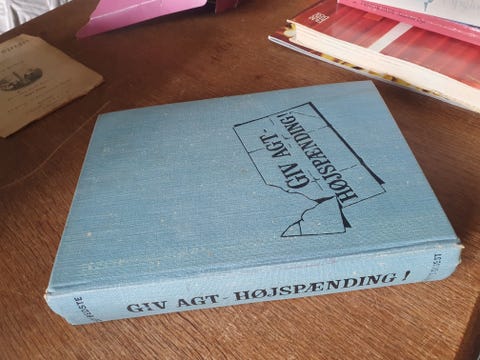 GIV AGT-
HØJSPÆNDING!
GIV AGT - HØJSPÆNDING!